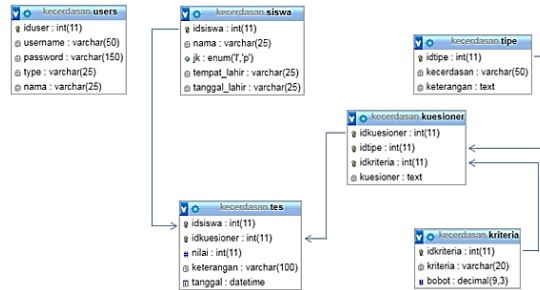 kecerdasan.users
iduser : int(11)
username : varchar(50)
password : varchar(150)
type : varchar(25)
nama : varchar(25)
kecerdasan.siswa
idsiswa : int(11)
nama : varchar(25)
jk : enum('l','p')
tempat_lahir : varchar(25)
tanggal_lahir : varchar(25)
kecerdasan.tipe
idtipe : int(11)
kecerdasan : varchar(50)
keterangan : text
kecerdasan.kuesioner
idkuesioner : int(11)
idtipe : int(11)
idkriteria : int(11)
kuesioner : text
kecerdasan.tes
idsiswa : int(11)
idkuesioner : int(11)
nilai : int(11)
keterangan : varchar(100)
tanggal : datetime
kecerdasan.kriteria
idkriteria : int(11)
kriteria : varchar(20)
bobot : decimal(9,3)